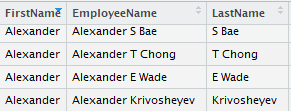 FirstName EmployeeName LastName
Alexander Alexander S Bae S Bae
Alexander Alexander T Chong T Chong
Alexander Alexander E Wade E Wade
Alexander Alexander Krivosheyev Krivosheyev